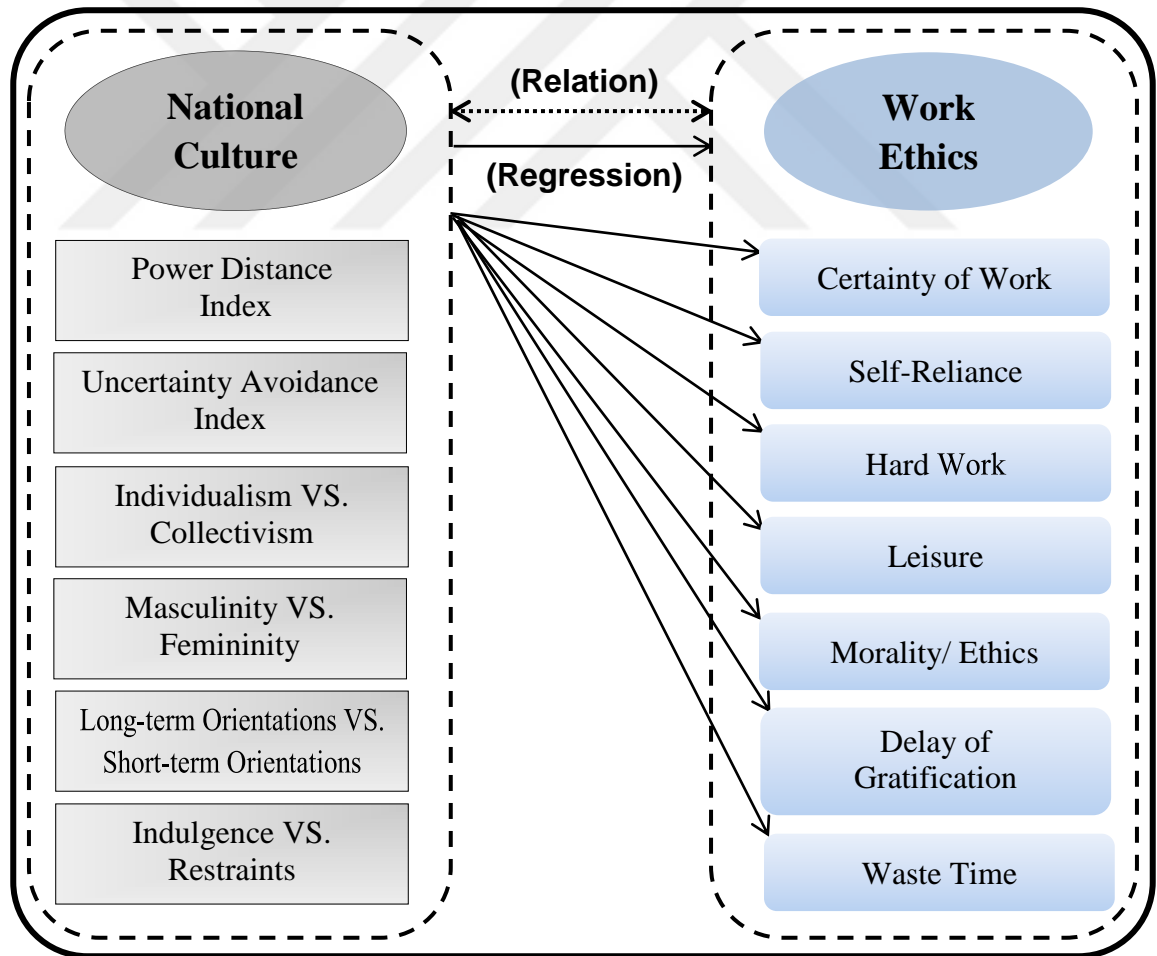 National
Culture
(Relation)
(Regression)
Work
Ethics
Power Distance
Index
Uncertainty Avoidance
Index
Individualism VS.
Collectivism
Masculinity VS.
Femininity
Long-term Orientations VS.
Short-term Orientations
Indulgence VS.
Restraints
Certainty of Work
Self-Reliance
Hard Work
Leisure
Morality/ Ethics
Delay of
Gratification
Waste Time